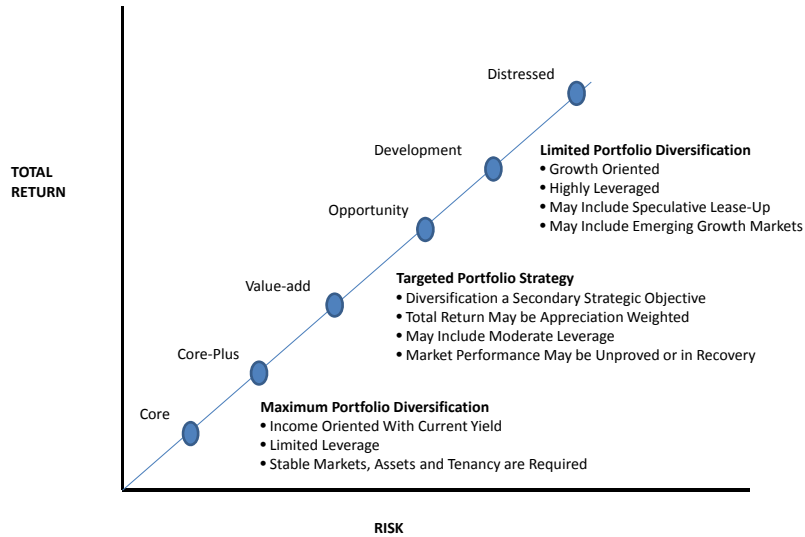 Distressed
Development
Limited Portfolio Diversification
• Growth Oriented
• Highly Leveraged
• May Include Speculative Lease-Up
• May Include Emerging Growth Markets
TOTAL
RETURN
Opportunity
Value-add
Targeted Portfolio Strategy
• Diversification a Secondary Strategic Objective
• Total Return May be Appreciation Weighted
• May Include Moderate Leverage
• Market Performance May be Unproved or in Recovery
Core-Plus
Core
Maximum Portfolio Diversification
• Income Oriented With Current Yield
• Limited Leverage
• Stable Markets, Assets and Tenancy are Required
RISK